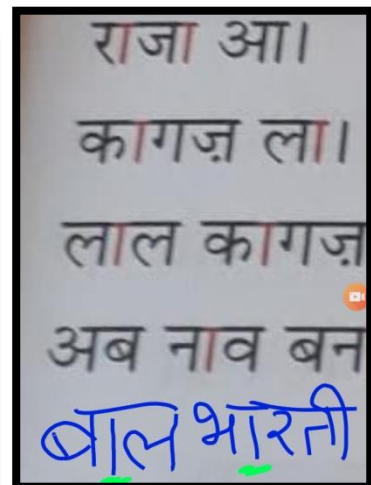 राजा आ।
कागज़ ला।
लाल कागज़
अब नाव बन
बाल भारती